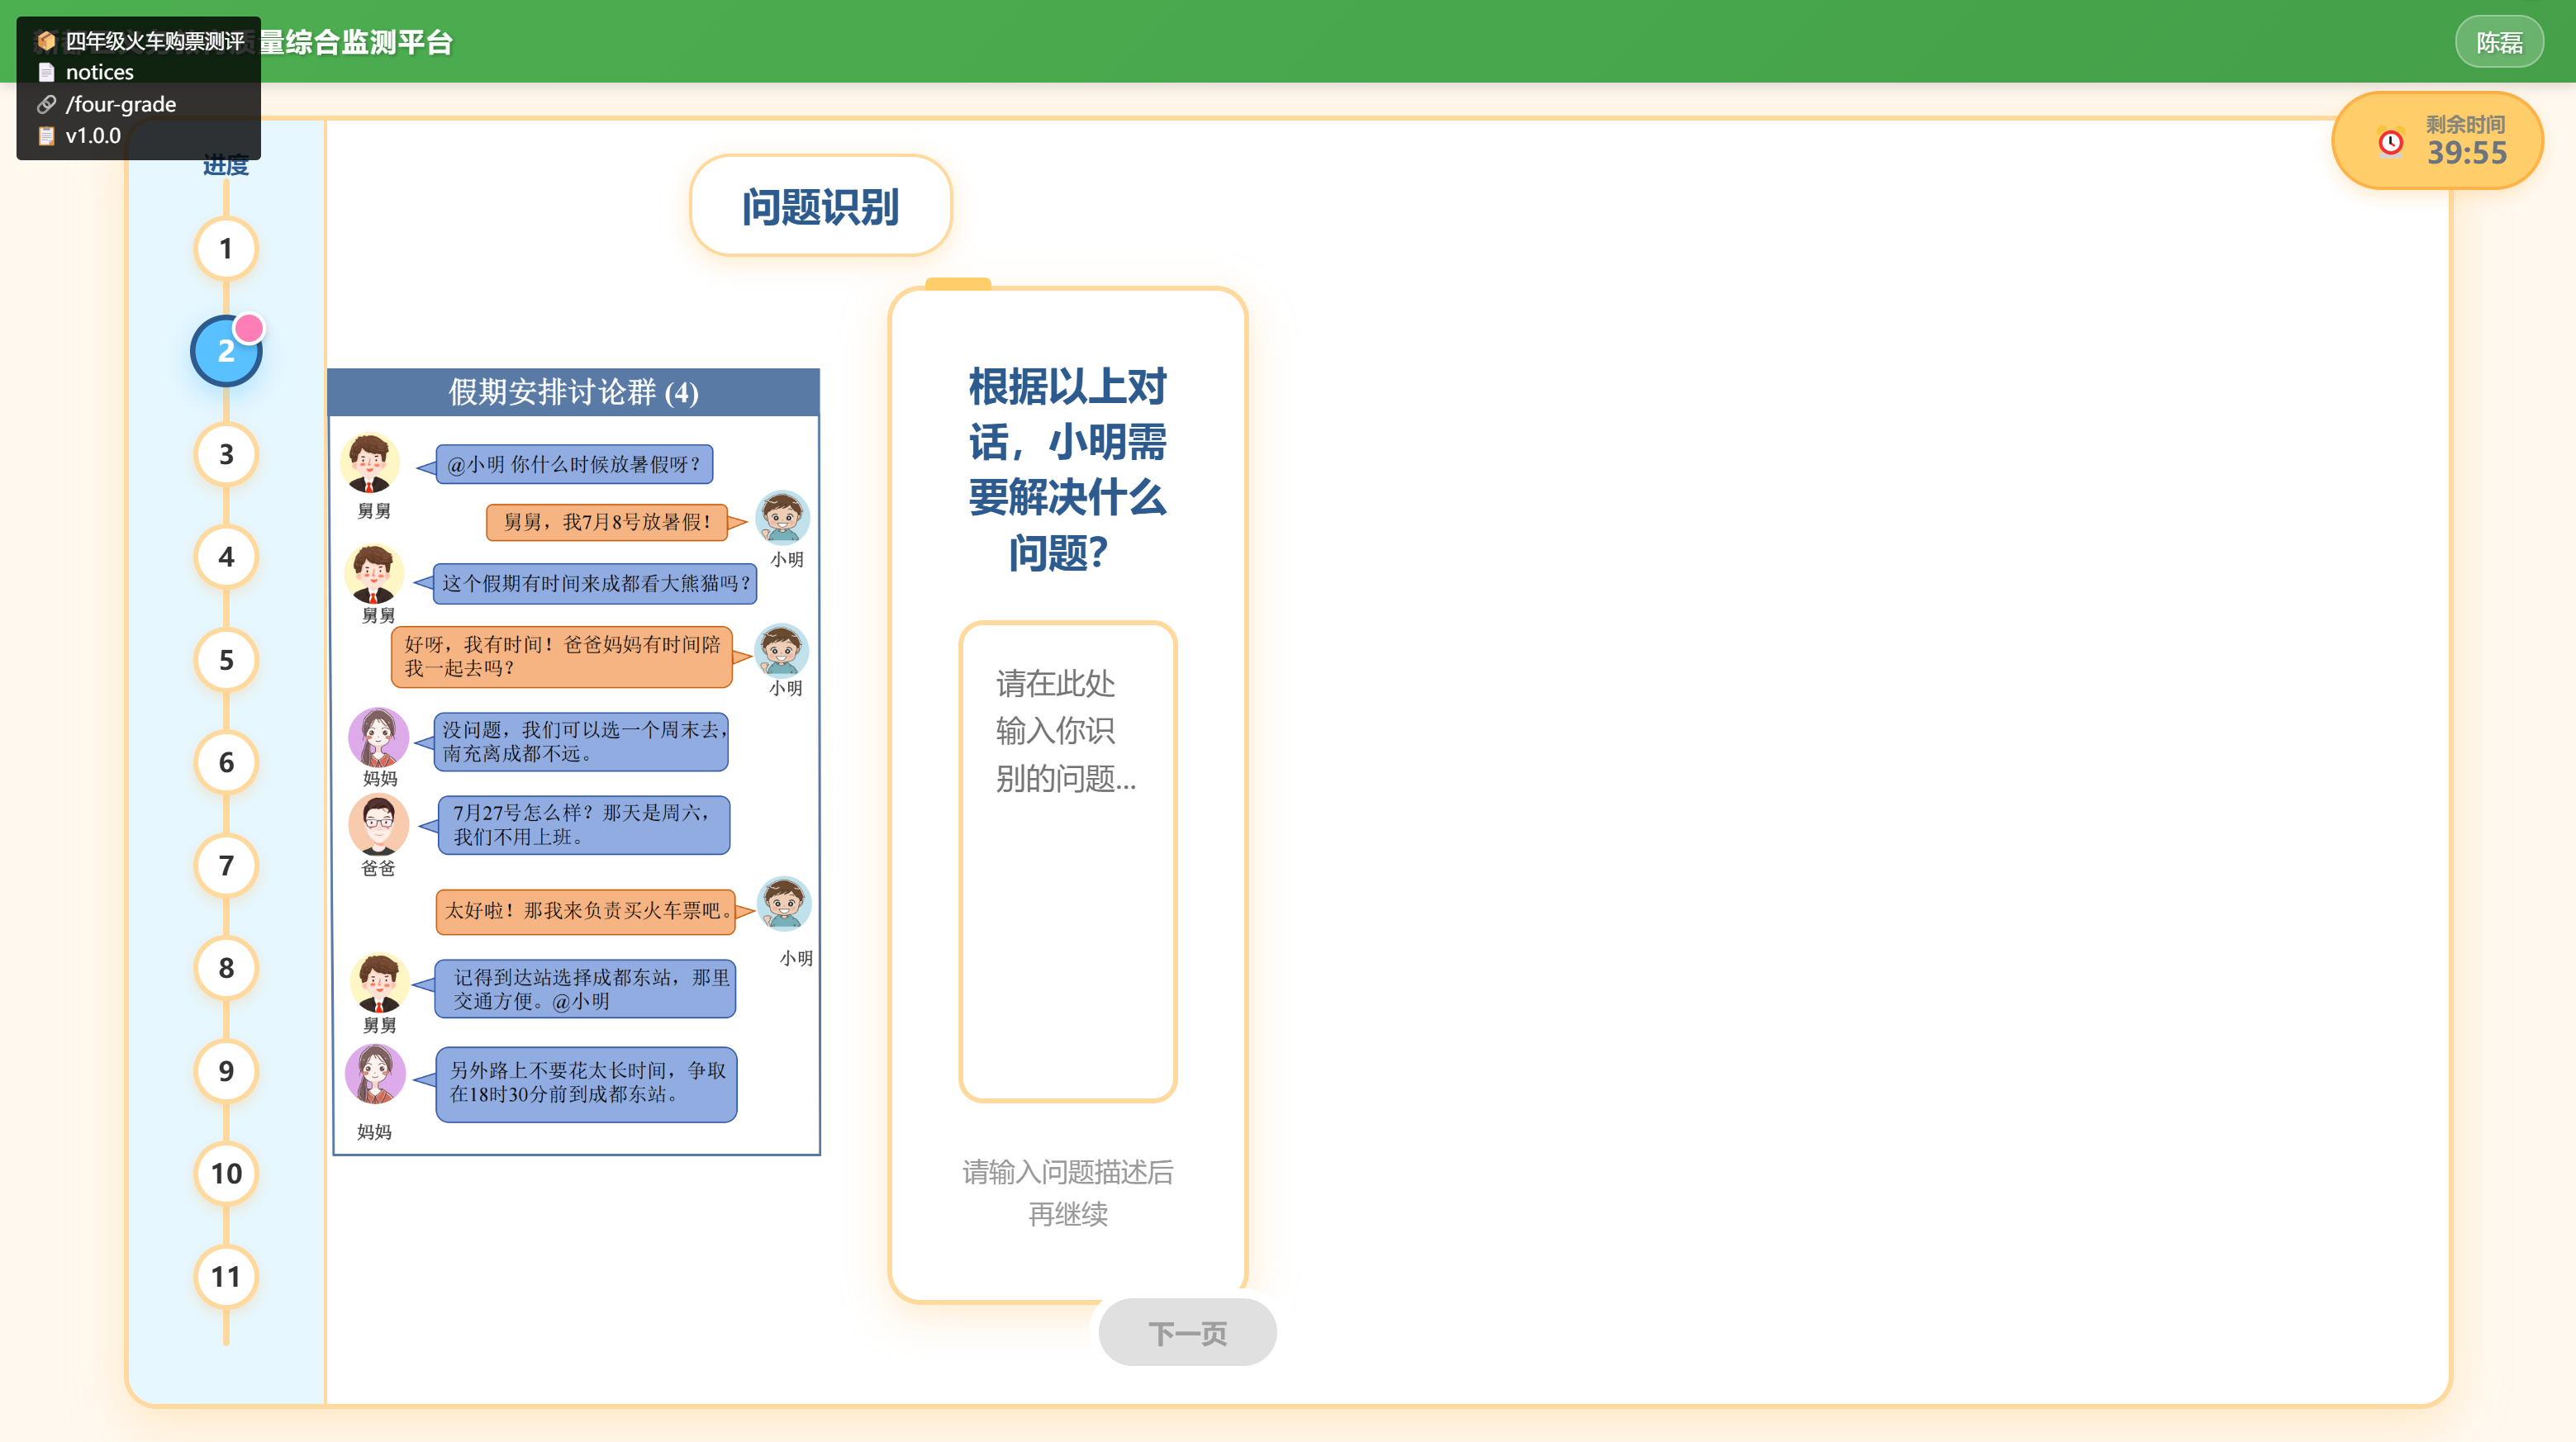 四年级火车购票测评
量综合监测平台
notices
/four-grade
v1.0.0
陈磊
剩余时间
39:55
进度
1
2
3
4
5
6
7
8
9
10
11
问题识别
假期安排讨论群 (4)
@小明 你什么时候放暑假呀？
舅舅
舅舅，我7月8号放暑假！
小明
这个假期有时间来成都看大熊猫吗？
舅舅
好呀，我有时间！爸爸妈妈有时间陪
我一起去吗？
小明
没问题，我们可以选一个周末去，
南充离成都不远。
妈妈
7月27号怎么样？那天是周六，
我们不用上班。
爸爸
太好啦！那我来负责买火车票吧。
小明
记得到达站选择成都东站，那里
交通方便。@小明
舅舅
另外路上不要花太长时间，争取
在18时30分前到成都东站。
妈妈
根据以上对
话，小明需
要解决什么
问题？
请在此处
输入你识
别的问题...
请输入问题描述后
再继续
下一页